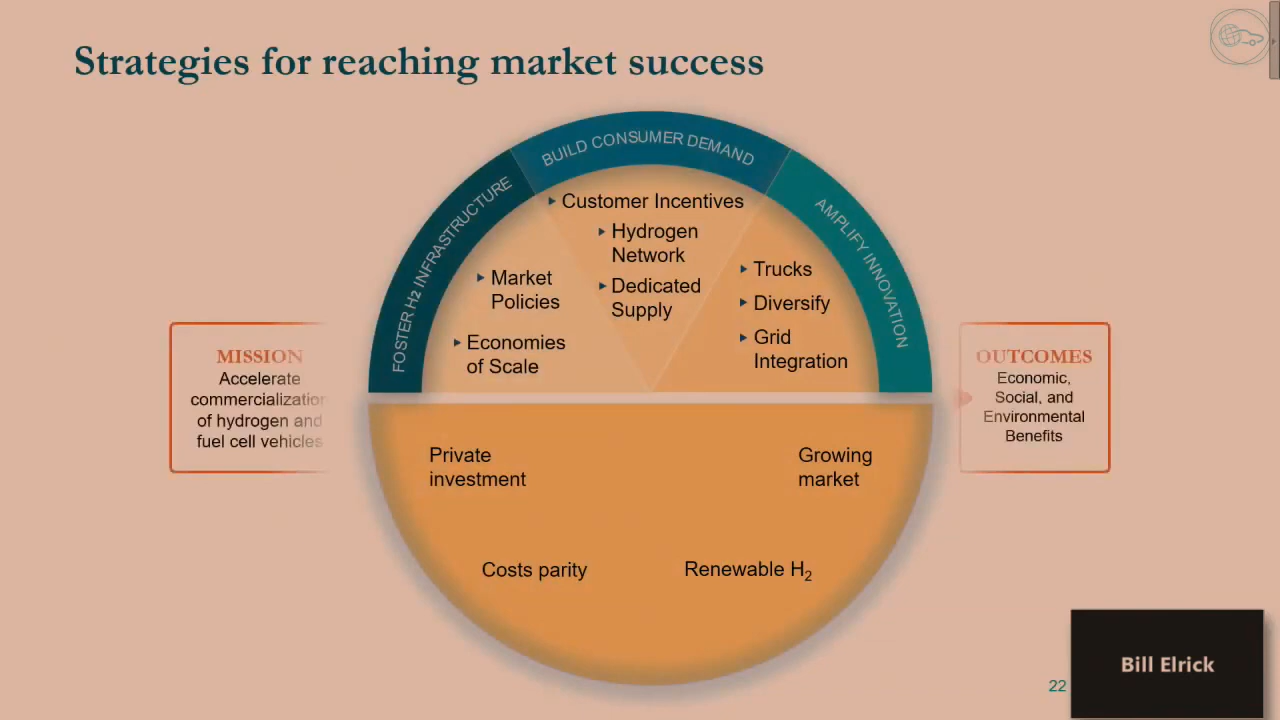 Strategies for reaching market success
BUILD CONSUMER DEMAND
FOSTER H2 INFRASTRUCTURE
AMPLIFY INNOVATION
Customer Incentives
Hydrogen
Network
Dedicated
Supply
Market
Policies
Economies
of Scale
Trucks
Diversify
Grid
Integration
MISSION
Accelerate
commercialization
of hydrogen and
fuel cell vehicles
OUTCOMES
Economic,
Social, and
Environmental
Benefits
Private
investment
Growing
market
Costs parity
Renewable H₂
Bill Elrick
22